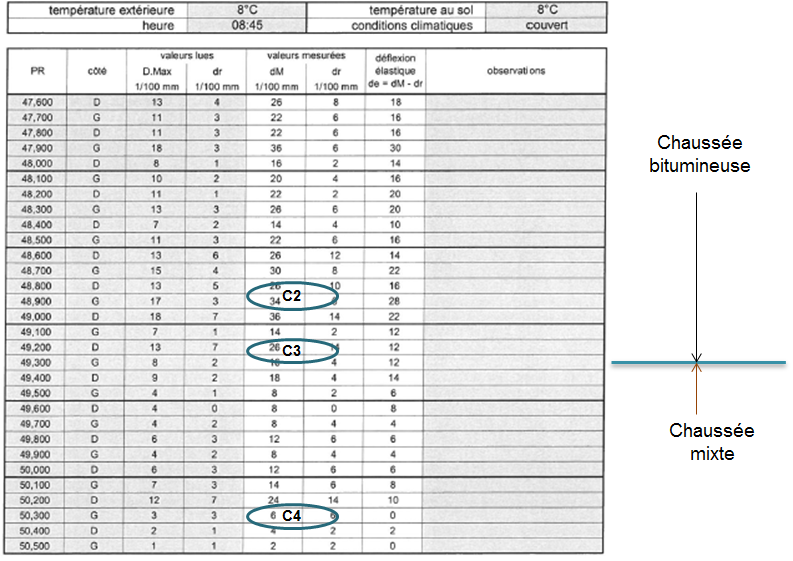 température extérieure 8°C température au sol 8°C
heure 08:45 conditions climatiques couvert
valeurs lues valeurs mesurées déflexion
PR côté D.Max dr dM dr élastique observations
1/100 mm 1/100 mm 1/100 mm 1/100 mm de = dM - dr
47,600 D 13 4 26 8 18
47,700 G 11 3 22 6 16
47,800 D 11 3 22 6 16
47,900 G 18 3 36 6 30
48,000 D 8 1 16 2 14
48,100 G 10 2 20 4 16
48,200 D 11 1 22 2 20
48,300 G 13 3 26 6 20
48,400 D 7 2 14 4 10
48,500 G 11 3 22 6 16
48,600 D 13 6 26 12 14
48,700 G 15 4 30 8 22
48,800 D 13 5 26 10 16
C2
48,900 G 17 3 34 6 28
49,000 D 18 7 36 14 22
49,100 G 7 1 14 2 12
49,200 D 13 7 26 14 12
C3
49,300 G 8 2 16 4 12
49,400 D 9 2 18 4 14
49,500 G 4 1 8 2 6
49,600 D 4 0 8 0 8
49,700 G 4 2 8 4 4
49,800 D 6 3 12 6 6
49,900 G 4 2 8 4 4
50,000 D 6 3 12 6 6
50,100 G 7 3 14 6 8
50,200 D 12 7 24 14 10
50,300 G 3 3 6 C4 6 0
50,400 D 2 1 4 2 2
50,500 G 1 1 2 2 0
Chaussée
bitumineuse
Chaussée
mixte